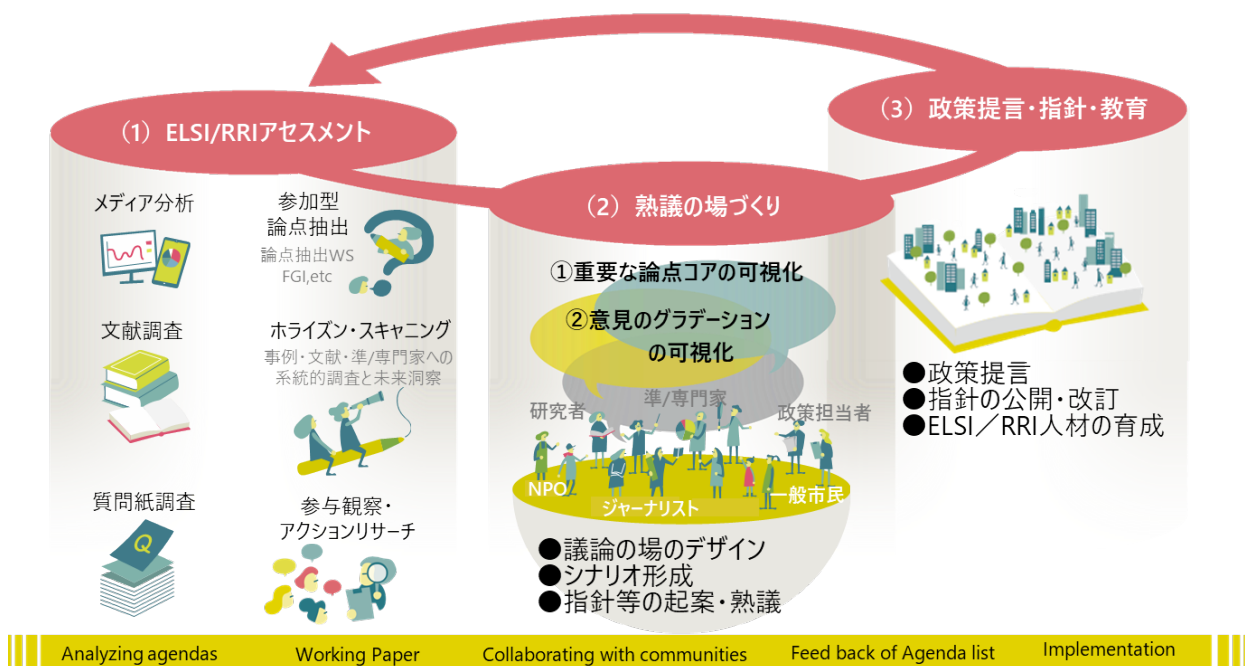 (1) ELSI/RRIアセスメント
メディア分析
参加型
論点抽出
論点抽出WS
FGI,etc
文献調査
ホライズン・スキャニング
事例・文献・準/専門家への
系統的調査と未来洞察
質問紙調査
Q
参与観察・
アクションリサーチ
(2) 熟議の場づくり
①重要な論点コアの可視化
②意見のグラデーション
の可視化
研究者
準/専門家
政策担当者
NPO
ジャーナリスト
一般市民
●議論の場のデザイン
●シナリオ形成
●指針等の起案・熟議
(3) 政策提言・指針・教育
●政策提言
●指針の公開・改訂
●ELSI/RRI人材の育成
Analyzing agendas
Working Paper
Collaborating with communities
Feed back of Agenda list
Implementation